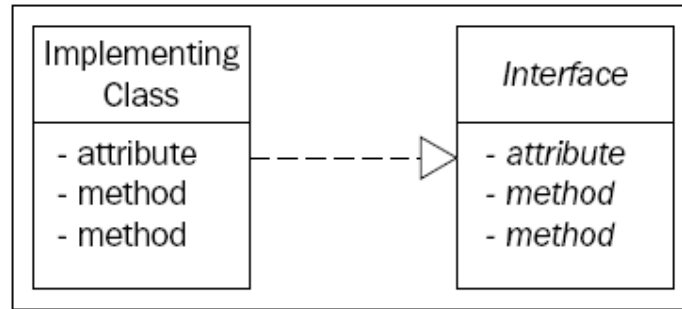 Implementing
Class
- attribute
- method
- method
Interface
- attribute
- method
- method